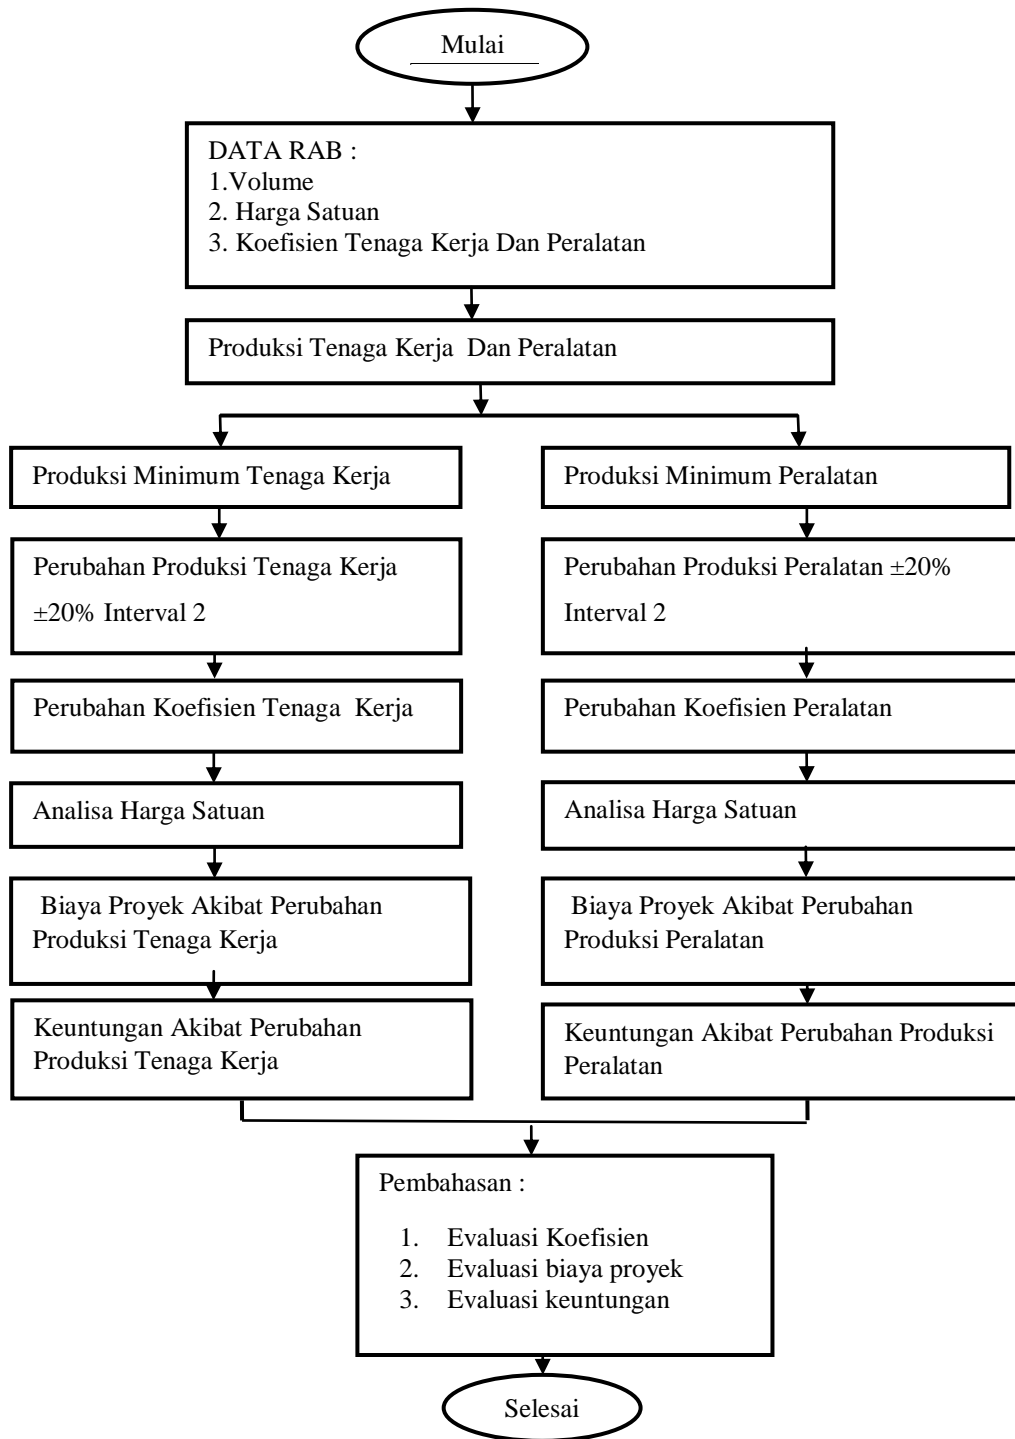 Mulai
DATA RAB :
1.Volume
2. Harga Satuan
3. Koefisien Tenaga Kerja Dan Peralatan
Produksi Tenaga Kerja Dan Peralatan
Produksi Minimum Tenaga Kerja
Perubahan Produksi Tenaga Kerja
±20% Interval 2
Perubahan Koefisien Tenaga Kerja
Analisa Harga Satuan
Biaya Proyek Akibat Perubahan
Produksi Tenaga Kerja
Keuntungan Akibat Perubahan
Produksi Tenaga Kerja
Produksi Minimum Peralatan
Perubahan Produksi Peralatan ±20%
Interval 2
Perubahan Koefisien Peralatan
Analisa Harga Satuan
Biaya Proyek Akibat Perubahan
Produksi Peralatan
Keuntungan Akibat Perubahan Produksi
Peralatan
Pembahasan :
1. Evaluasi Koefisien
2. Evaluasi biaya proyek
3. Evaluasi keuntungan
Selesai